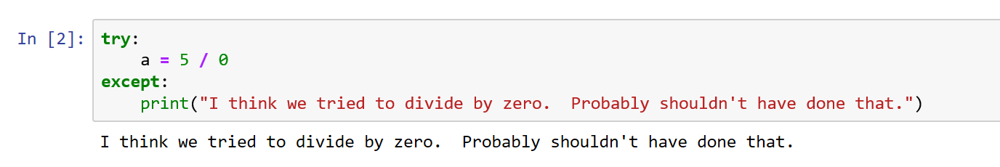 In [2]: try:
    a = 5 / 0
except:
    print("I think we tried to divide by zero.  Probably shouldn't have done that.")
I think we tried to divide by zero.  Probably shouldn't have done that.